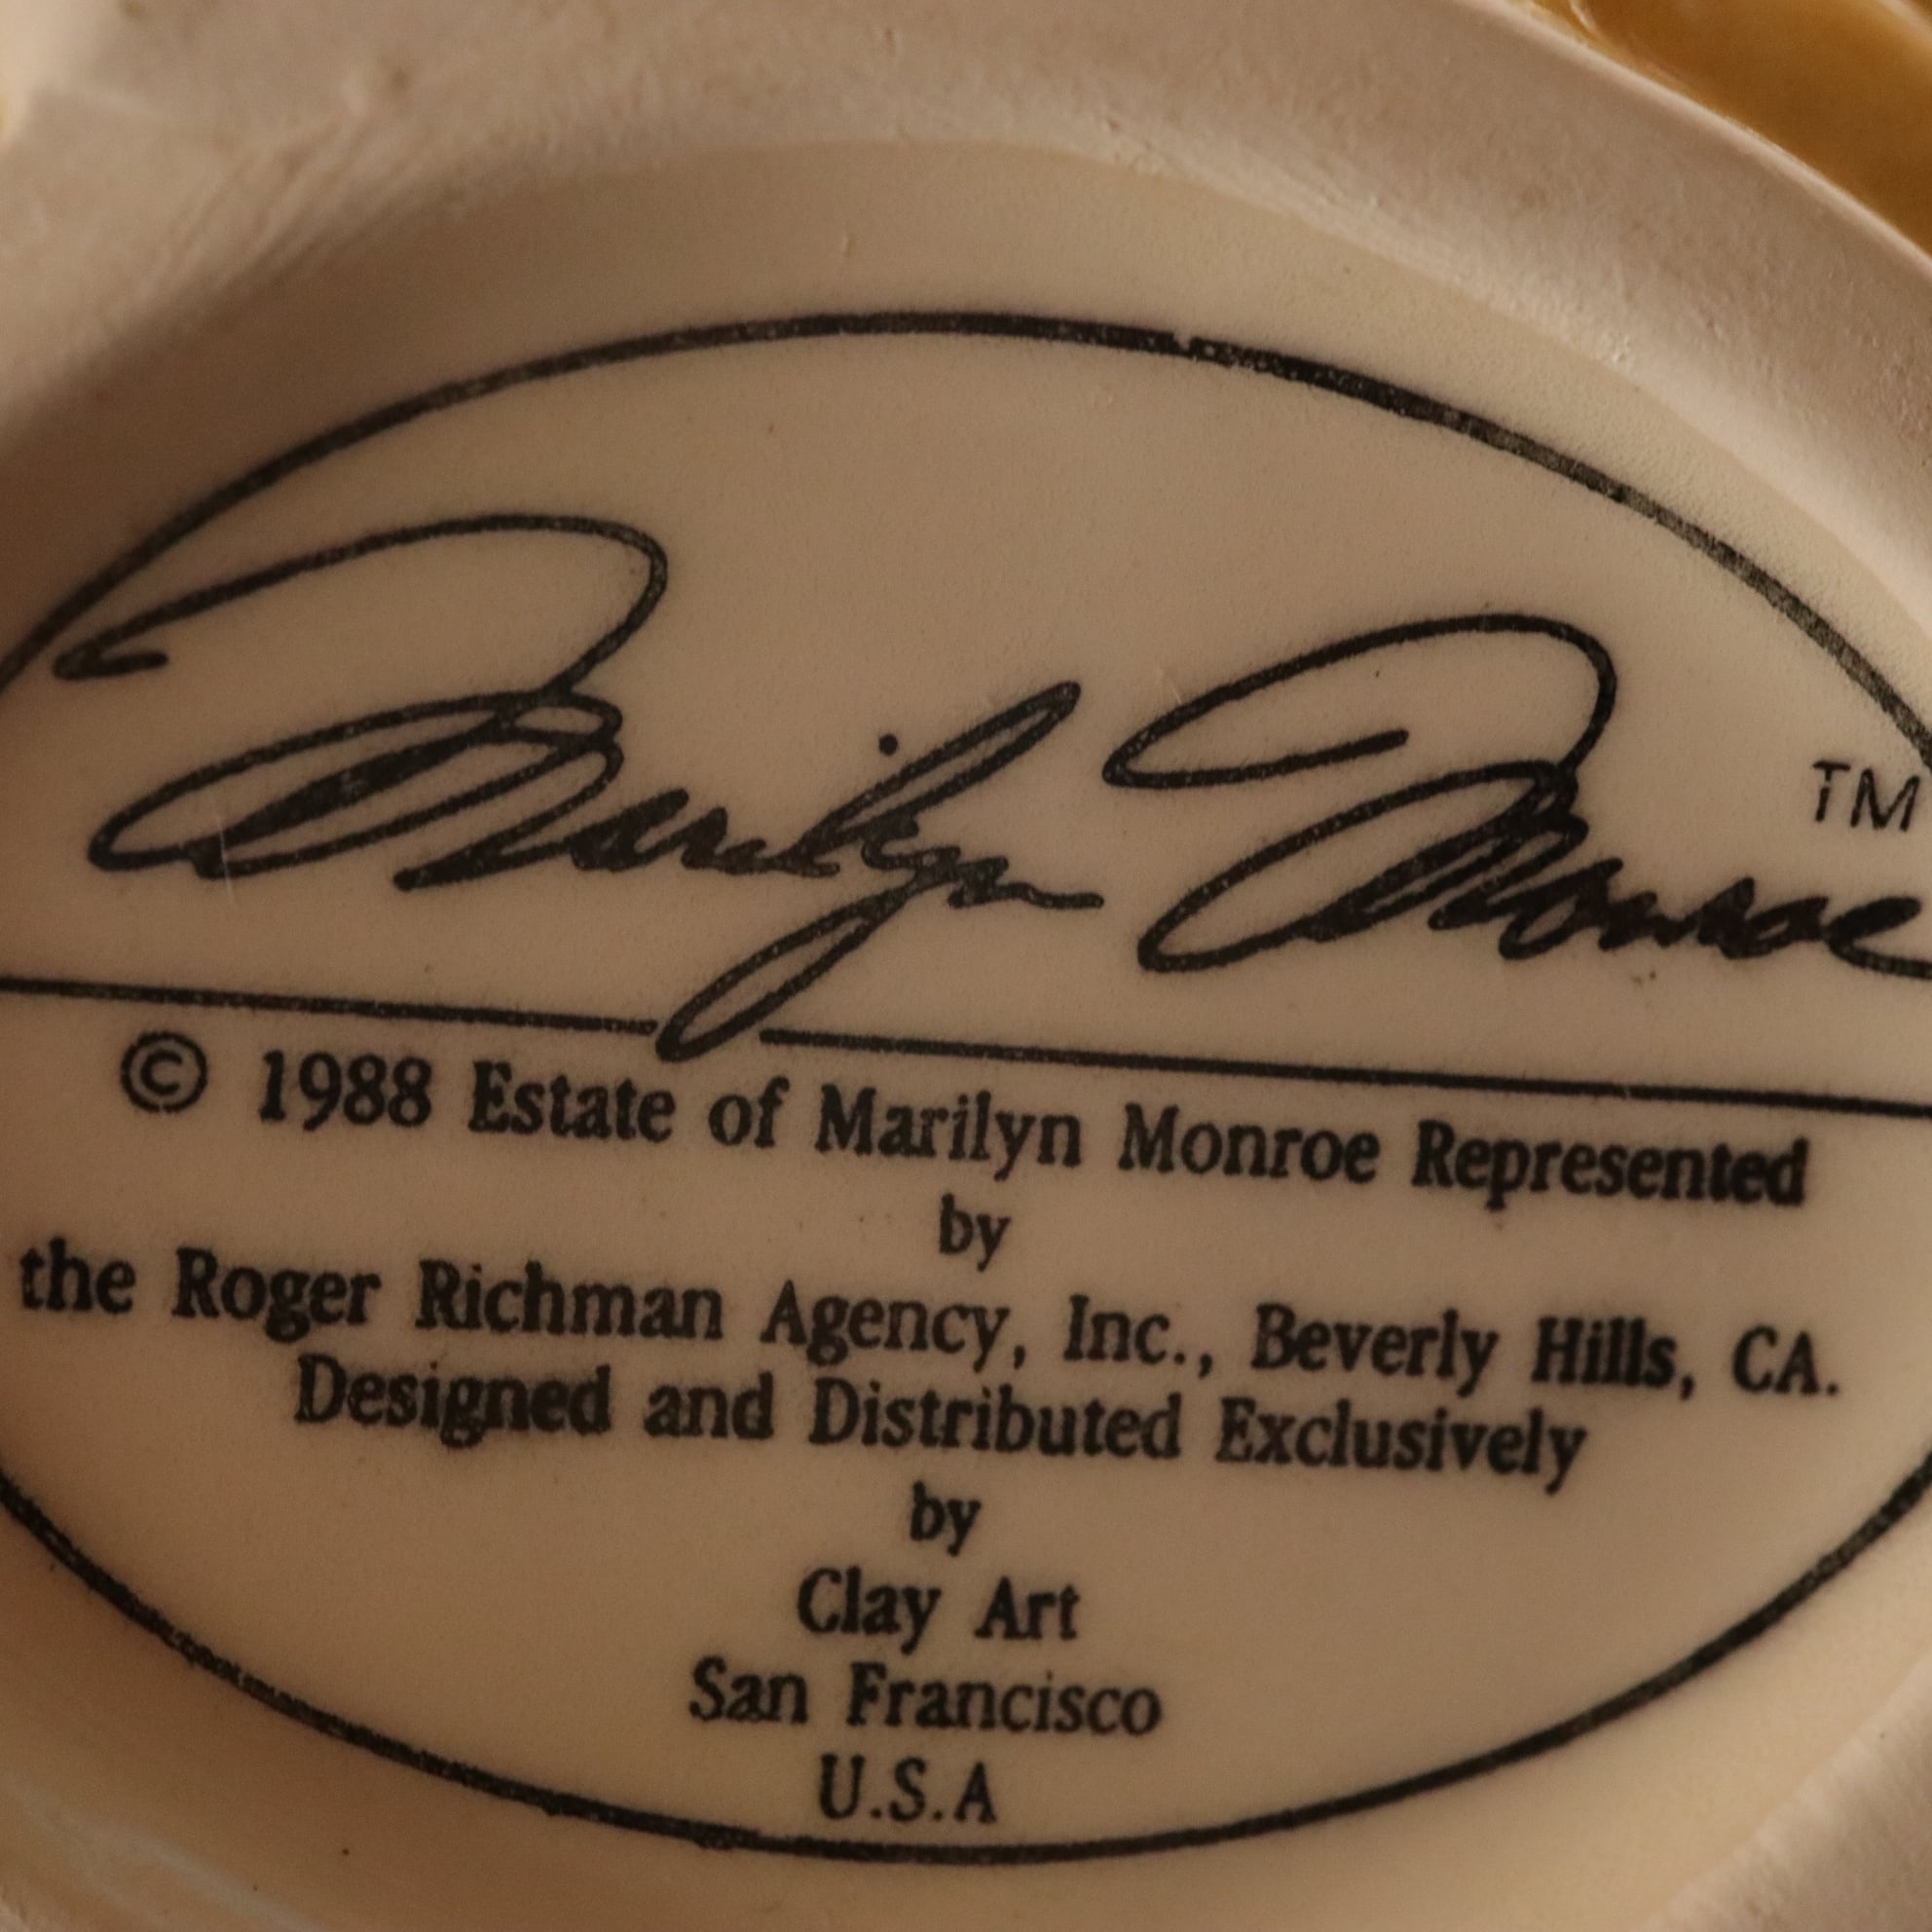 Marilyn Monroe TM
© 1988 Estate of Marilyn Monroe Represented
by
the Roger Richman Agency, Inc., Beverly Hills, CA.
Designed and Distributed Exclusively
by
Clay Art
San Francisco
U.S.A